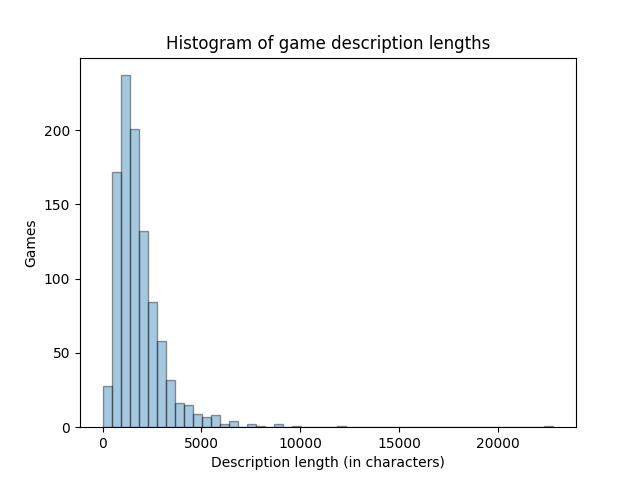 Histogram of game description lengths
Games
200
150
100
50
0
0 5000 10000 15000 20000
Description length (in characters)